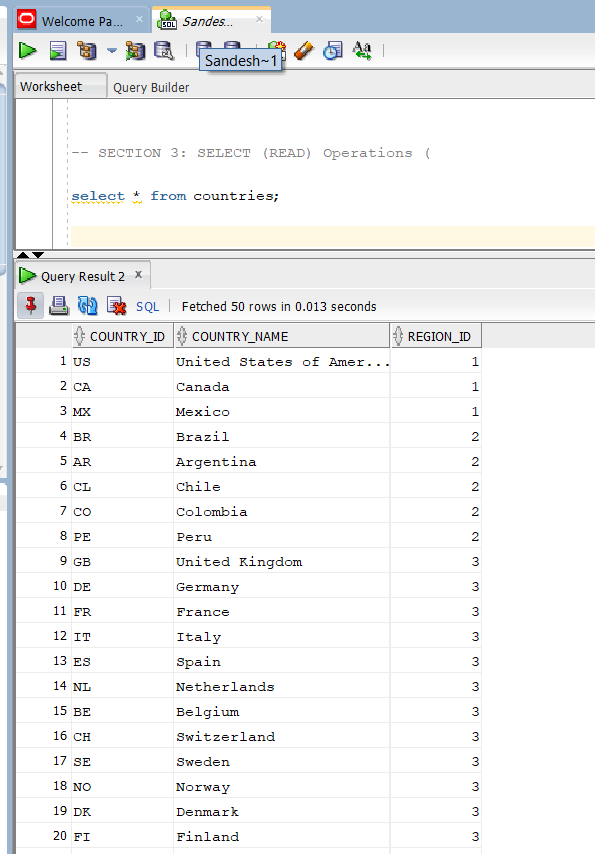 Welcome Pa...
Sandes...
Sandesh~1
Worksheet
Query Builder
-- SECTION 3: SELECT (READ) Operations (
select * from countries;
Query Result 2
SQL | Fetched 50 rows in 0.013 seconds
COUNTRY_ID COUNTRY_NAME REGION_ID
1 US United States of Amer... 1
2 CA Canada 1
3 MX Mexico 1
4 BR Brazil 2
5 AR Argentina 2
6 CL Chile 2
7 CO Colombia 2
8 PE Peru 2
9 GB United Kingdom 3
10 DE Germany 3
11 FR France 3
12 IT Italy 3
13 ES Spain 3
14 NL Netherlands 3
15 BE Belgium 3
16 CH Switzerland 3
17 SE Sweden 3
18 NO Norway 3
19 DK Denmark 3
20 FI Finland 3